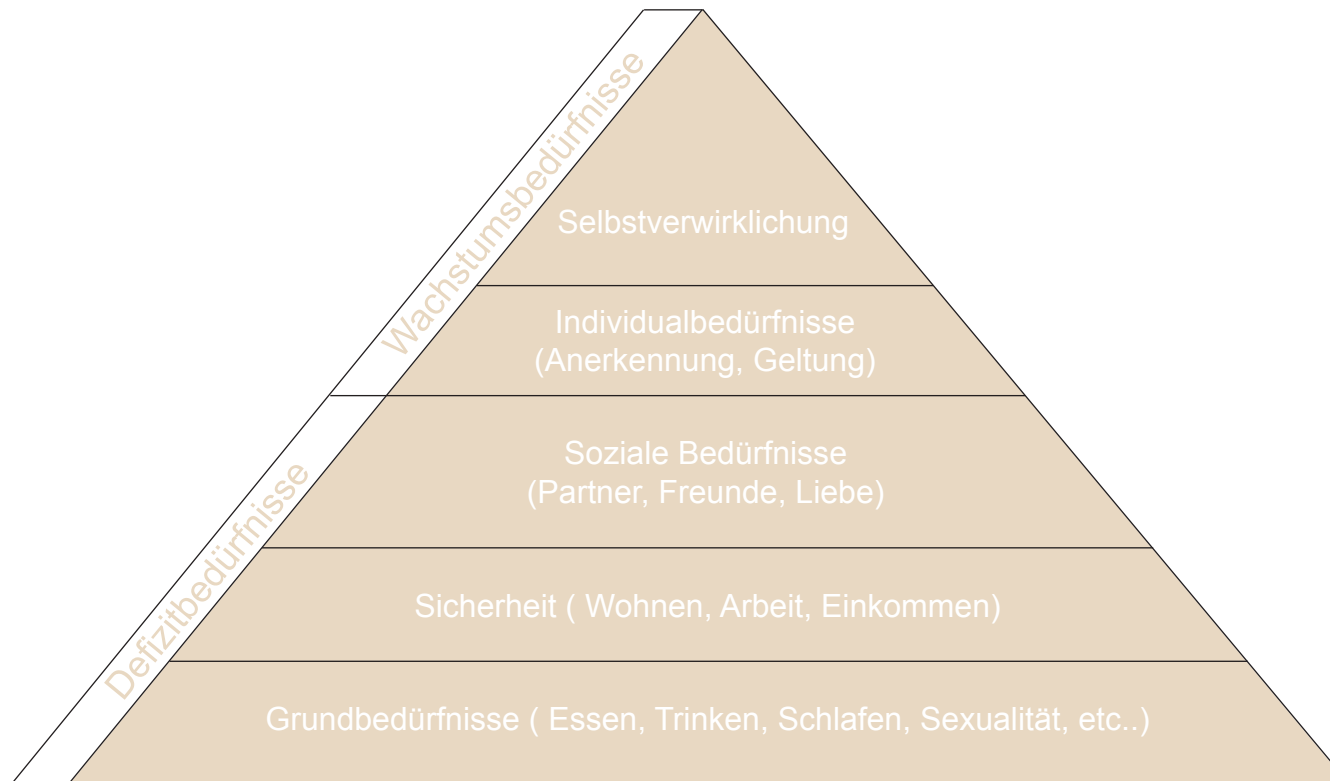 Wachstumsbedürfnisse
Selbstverwirklichung
Individualbedürfnisse
(Anerkennung, Geltung)
Defizitbedürfnisse
Soziale Bedürfnisse
(Partner, Freunde, Liebe)
Sicherheit ( Wohnen, Arbeit, Einkommen)
Grundbedürfnisse ( Essen, Trinken, Schlafen, Sexualität, etc..)